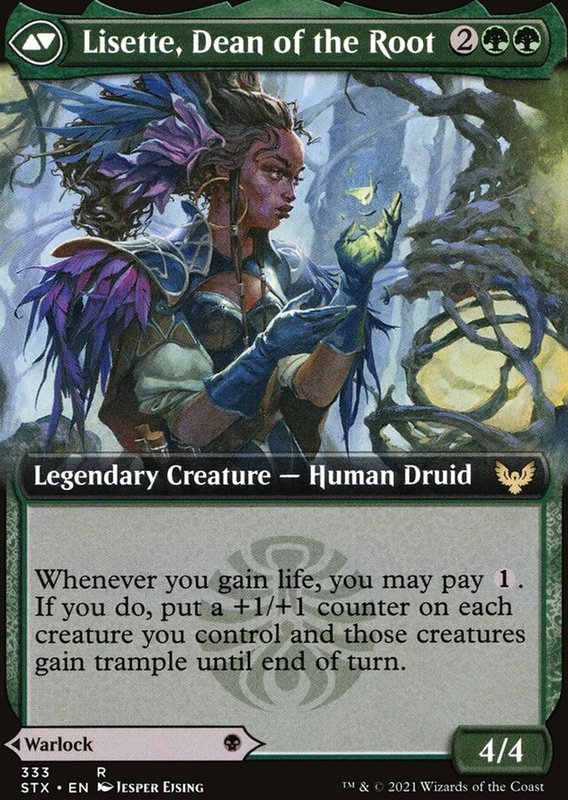 Lisette, Dean of the Root 2
Legendary Creature — Human Druid
Whenever you gain life, you may pay 1.
If you do, put a +1/+1 counter on each
creature you control and those creatures
gain trample until end of turn.
Warlock
4/4
333 R
STX • EN Jesper Eising
™ & © 2021 Wizards of the Coast